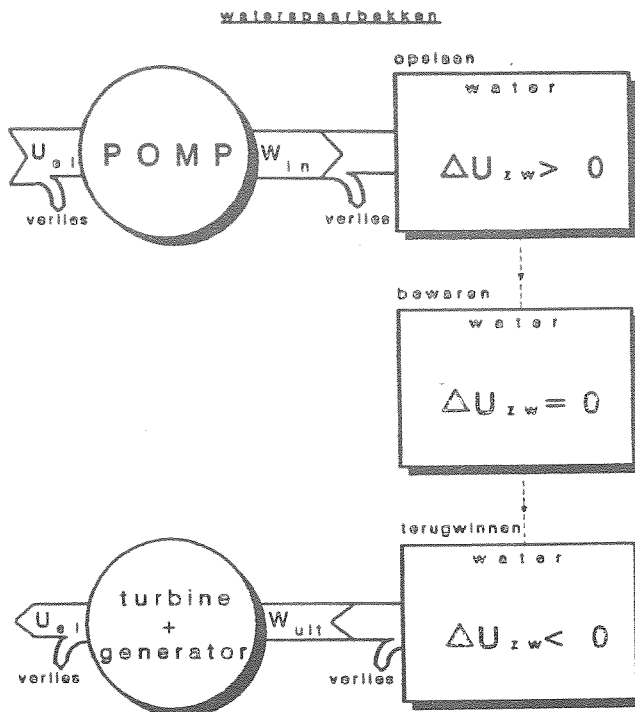 waterspaarbekken
opslaan
water
U el
POMP
W in
ΔU zw > 0
verlies
verlies
bewaren
water
ΔU zw = 0
terugwinnen
water
U el
turbine
+
generator
W uit
ΔU zw < 0
verlies
verlies